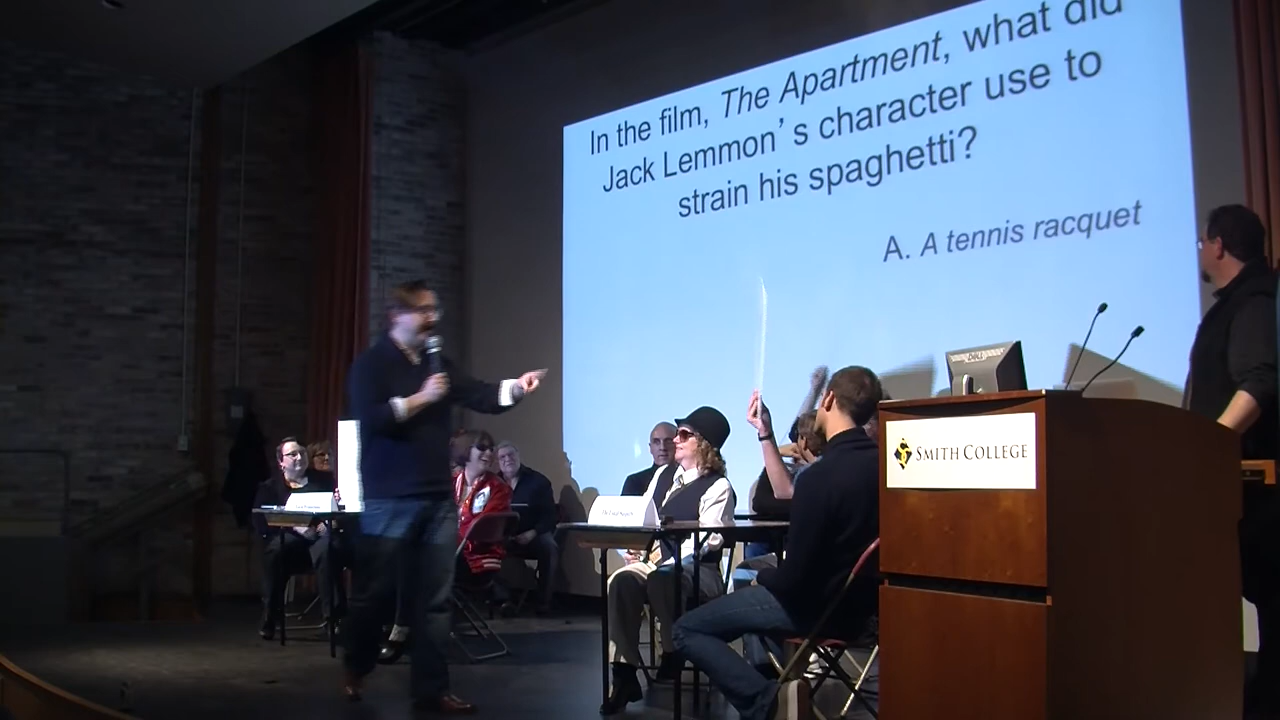 In the film, The Apartment, what did
Jack Lemmon's character use to
strain his spaghetti?
A. A tennis racquet
SMITH COLLEGE